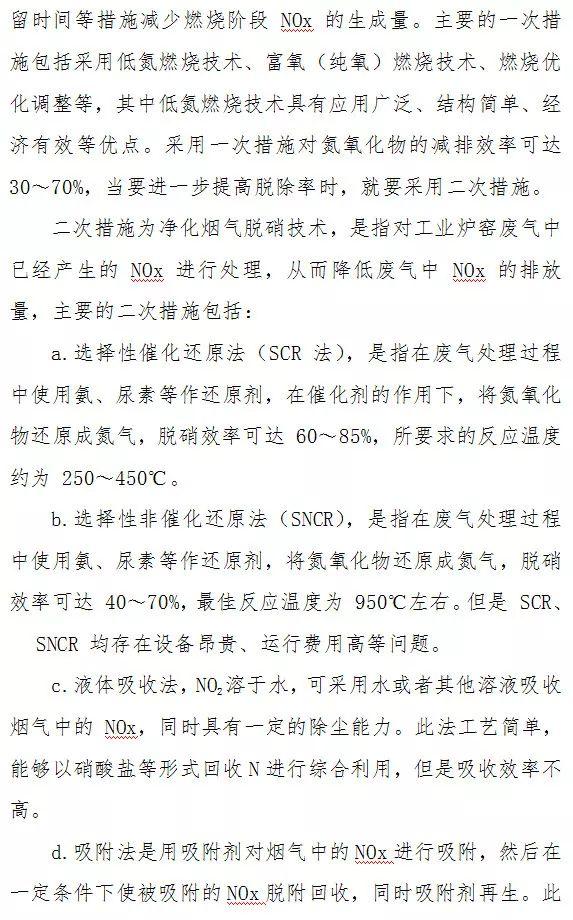 留时间等措施减少燃烧阶段 NOx 的生成量。主要的一次措
施包括采用低氮燃烧技术、富氧（纯氧）燃烧技术、燃烧优
化调整等，其中低氮燃烧技术具有应用广泛、结构简单、经
济有效等优点。采用一次措施对氮氧化物的减排效率可达
30～70%，当要进一步提高脱除率时，就要采用二次措施。
二次措施为净化烟气脱硝技术，是指对工业炉窑废气中
已经产生的 NOx 进行处理，从而降低废气中 NOx 的排放
量，主要的二次措施包括：
a.选择性催化还原法（SCR 法），是指在废气处理过程
中使用氨、尿素等作还原剂，在催化剂的作用下，将氮氧化
物还原成氮气，脱硝效率可达 60～85%，所要求的反应温度
约为 250～450℃。
b.选择性非催化还原法（SNCR），是指在废气处理过程
中使用氨、尿素等作还原剂，将氮氧化物还原成氮气，脱硝
效率可达 40～70%，最佳反应温度为 950℃左右。但是 SCR、
SNCR 均存在设备昂贵、运行费用高等问题。
c.液体吸收法，NO₂溶于水，可采用水或者其他溶液吸收
烟气中的 NOx，同时具有一定的除尘能力。此法工艺简单，
能够以硝酸盐等形式回收N进行综合利用，但是吸收效率不
高。
d.吸附法是用吸附剂对烟气中的NOx进行吸附，然后在
一定条件下使被吸附的NOx脱附回收，同时吸附剂再生。此